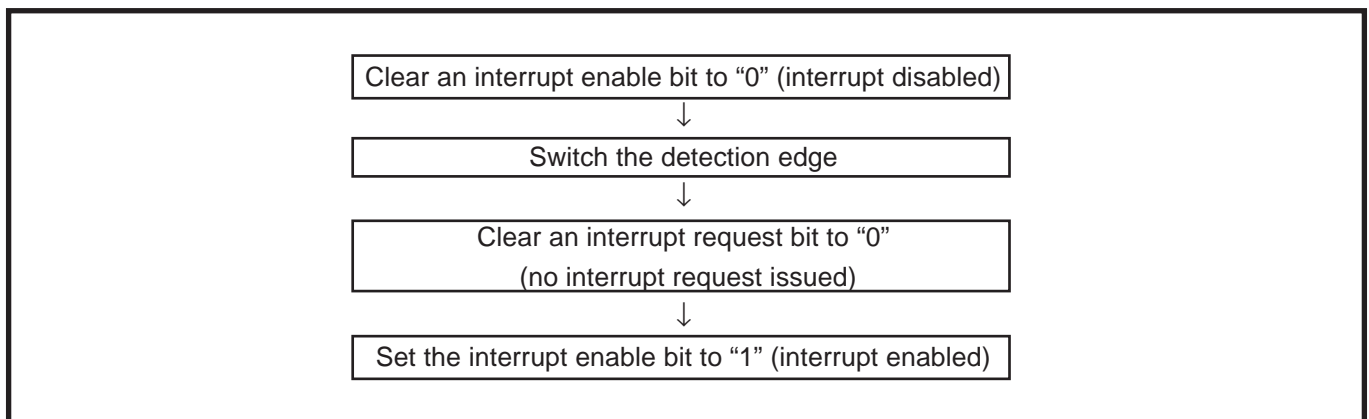 Clear an interrupt enable bit to “0” (interrupt disabled)
↓
Switch the detection edge
↓
Clear an interrupt request bit to “0”
(no interrupt request issued)
↓
Set the interrupt enable bit to “1” (interrupt enabled)